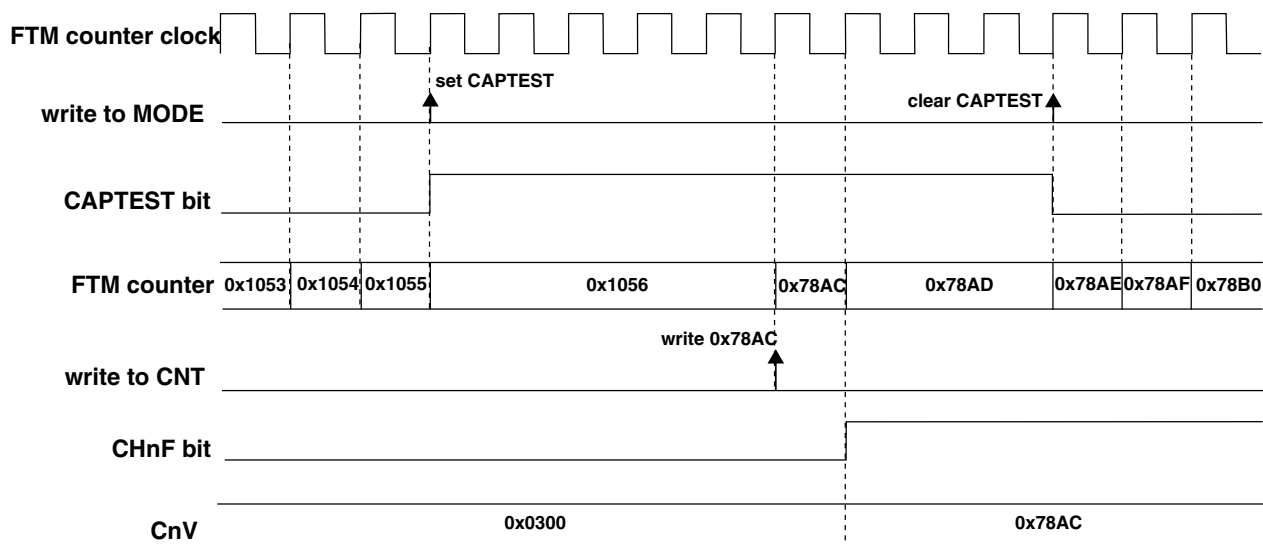 FTM counter clock
set CAPTEST
write to MODE
clear CAPTEST
CAPTEST bit
FTM counter 0x1053 0x1054 0x1055 0x1056 0x78AC 0x78AD 0x78AE 0x78AF 0x78B0
write 0x78AC
write to CNT
CHnF bit
CnV 0x0300 0x78AC